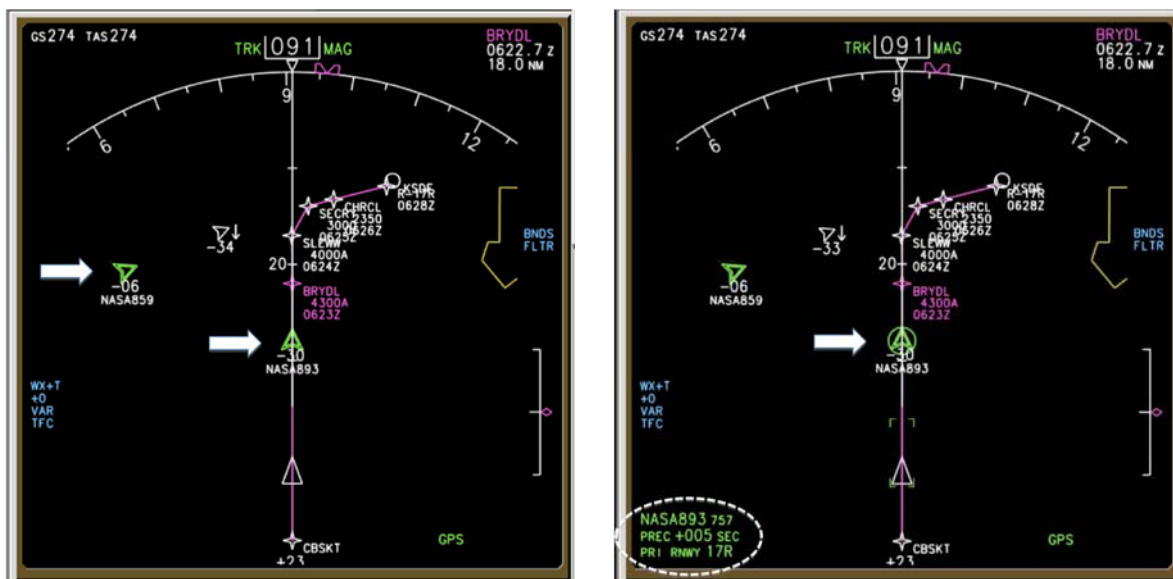 GS274 TAS274
TRK 091 MAG
BRYDL
0622.7 Z
18.0 NM
6
9
12
KSDF
R-17R
0628Z
CHRCL
2350
0626Z
SECRY
3000
0625Z
SLEWW
4000A
0624Z
-34
20
BNDS
FLTR
-06
NASA859
BRYDL
4300A
0623Z
-30
NASA893
WX+T
+0
VAR
TFC
CBSKT
+23
GPS
GS274 TAS274
TRK 091 MAG
BRYDL
0622.7 Z
18.0 NM
6
9
12
KSDF
R-17R
0628Z
CHRCL
2350
0626Z
SECRY
3000
0625Z
SLEWW
4000A
0624Z
-33
20
BNDS
FLTR
-06
NASA859
BRYDL
4300A
0623Z
-30
NASA893
WX+T
+0
VAR
TFC
NASA893 757
PREC +005 SEC
PRI RNWY 17R
CBSKT
+23
GPS